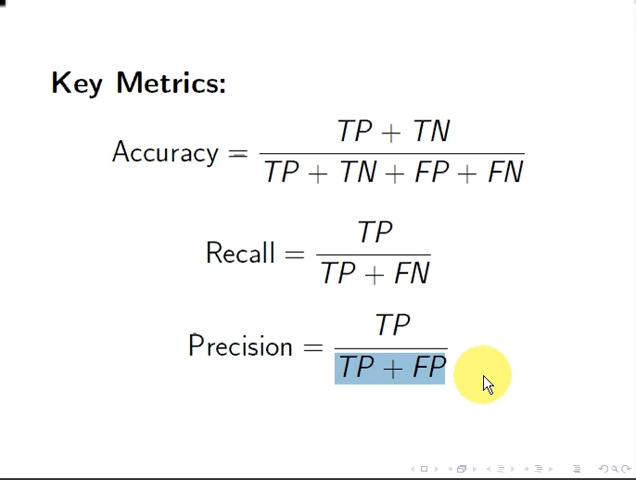 Key Metrics:
TP + TN
Accuracy =
TP + TN + FP + FN
TP
Recall =
TP + FN
TP
Precision =
TP + FP